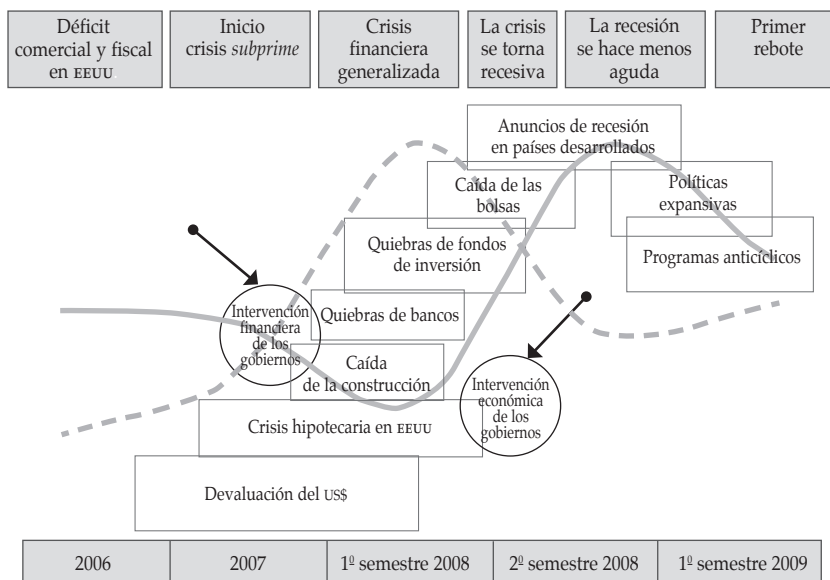 Déficit
comercial y fiscal
en EEUU
Inicio
crisis subprime
Crisis
financiera
generalizada
La crisis
se torna
recesiva
La recesión
se hace menos
aguda
Primer
rebote
Anuncios de recesión
en países desarrollados
Caída de las
bolsas
Políticas
expansivas
Quiebras de fondos
de inversión
Programas anticíclicos
Intervención
financiera
de los
gobiernos
Quiebras de bancos
Caída
de la construcción
Intervención
económica
de los
gobiernos
Crisis hipotecaria en EEUU
Devaluación del US$
2006
2007
1º semestre 2008
2º semestre 2008
1º semestre 2009